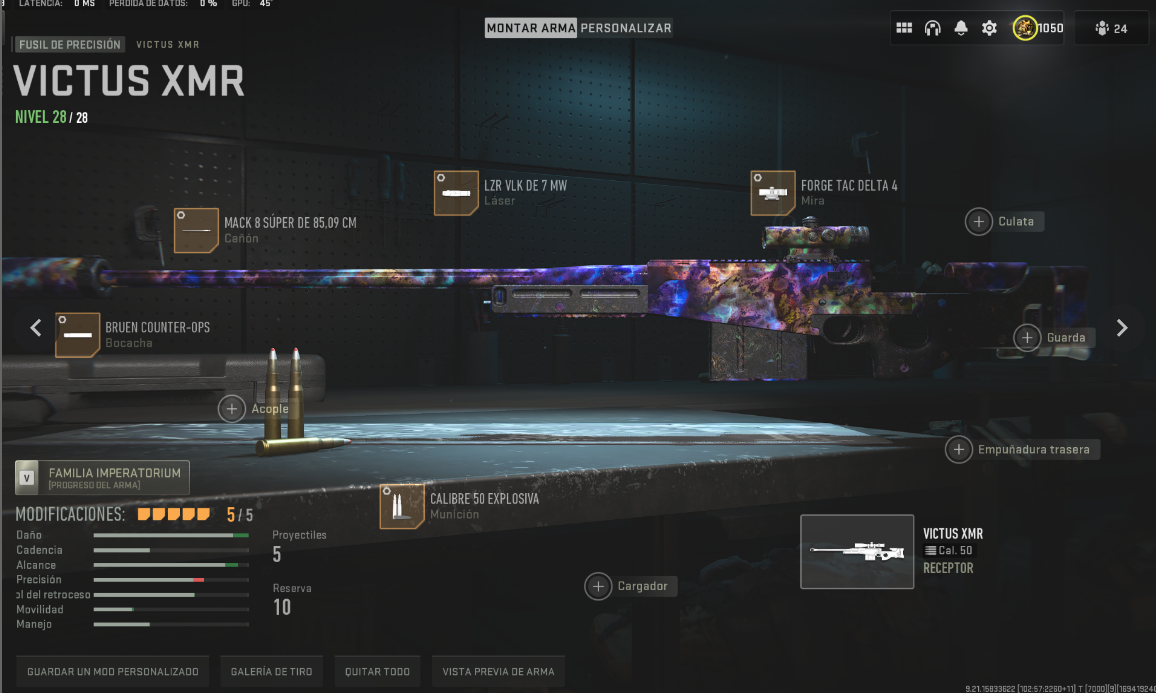 LATENCIA: 0 MS PÉRDIDA DE DATOS: 0 % GPU: 45°
MONTAR ARMA PERSONALIZAR
1050
24
FUSIL DE PRECISIÓN VICTUS XMR
VICTUS XMR
NIVEL 28 / 28
LZR VLK DE 7 MW
Láser
FORGE TAC DELTA 4
Mira
MACK 8 SÚPER DE 85,09 CM
Cañón
Culata
BRUEN COUNTER-OPS
Bocacha
Guarda
Acople
Empuñadura trasera
V
FAMILIA IMPERATORIUM
[PROGRESO DEL ARMA]
CALIBRE 50 EXPLOSIVA
Munición
MODIFICACIONES: 5 / 5
Daño
Cadencia
Alcance
Precisión
ol del retroceso
Movilidad
Manejo
Proyectiles
5
Reserva
10
Cargador
VICTUS XMR
Cal. 50
RECEPTOR
GUARDAR UN MOD PERSONALIZADO GALERÍA DE TIRO QUITAR TODO VISTA PREVIA DE ARMA